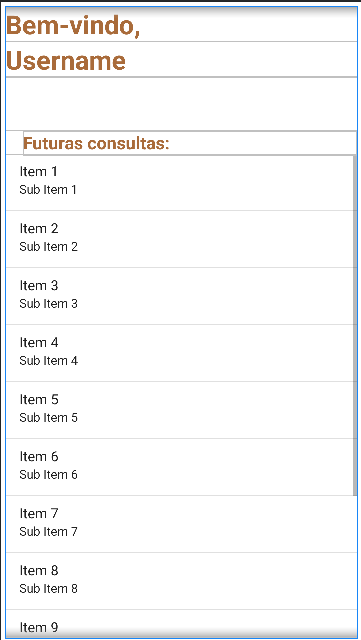 Bem-vindo,
Username
Futuras consultas:
Item 1
Sub Item 1
Item 2
Sub Item 2
Item 3
Sub Item 3
Item 4
Sub Item 4
Item 5
Sub Item 5
Item 6
Sub Item 6
Item 7
Sub Item 7
Item 8
Sub Item 8
Item 9